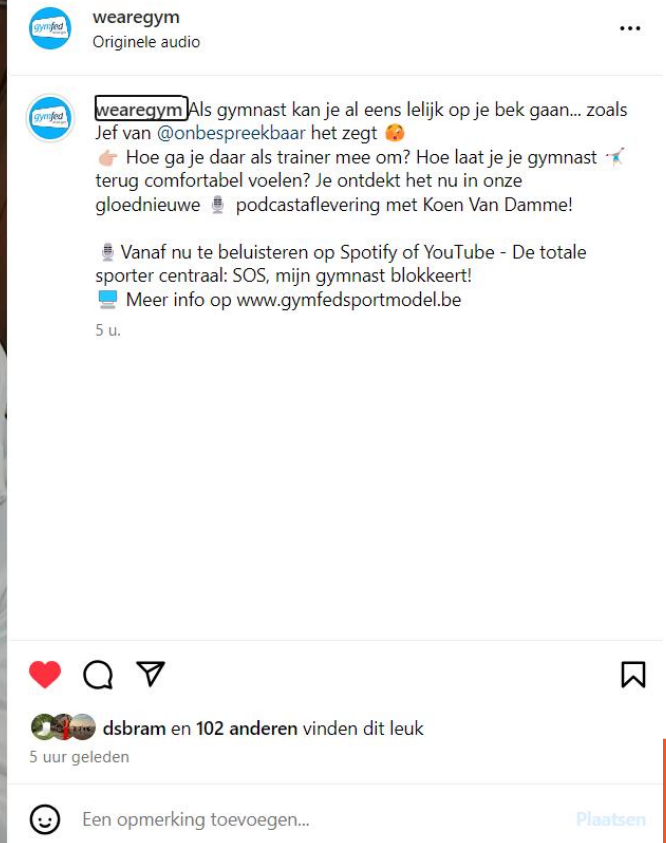 wearegym
Originele audio
wearegym Als gymnast kan je al eens lelijk op je bek gaan... zoals
Jef van @onbespreekbaar het zegt 🫣
👉🏼 Hoe ga je daar als trainer mee om? Hoe laat je je gymnast 🤸
terug comfortabel voelen? Je ontdekt het nu in onze
gloednieuwe 🎙️ podcastaflevering met Koen Van Damme!
🎙️ Vanaf nu te beluisteren op Spotify of YouTube - De totale
sporter centraal: SOS, mijn gymnast blokkeert!
🖥️ Meer info op www.gymfedsportmodel.be
5 u.
dsbram en 102 anderen vinden dit leuk
5 uur geleden
Een opmerking toevoegen...
Plaatsen